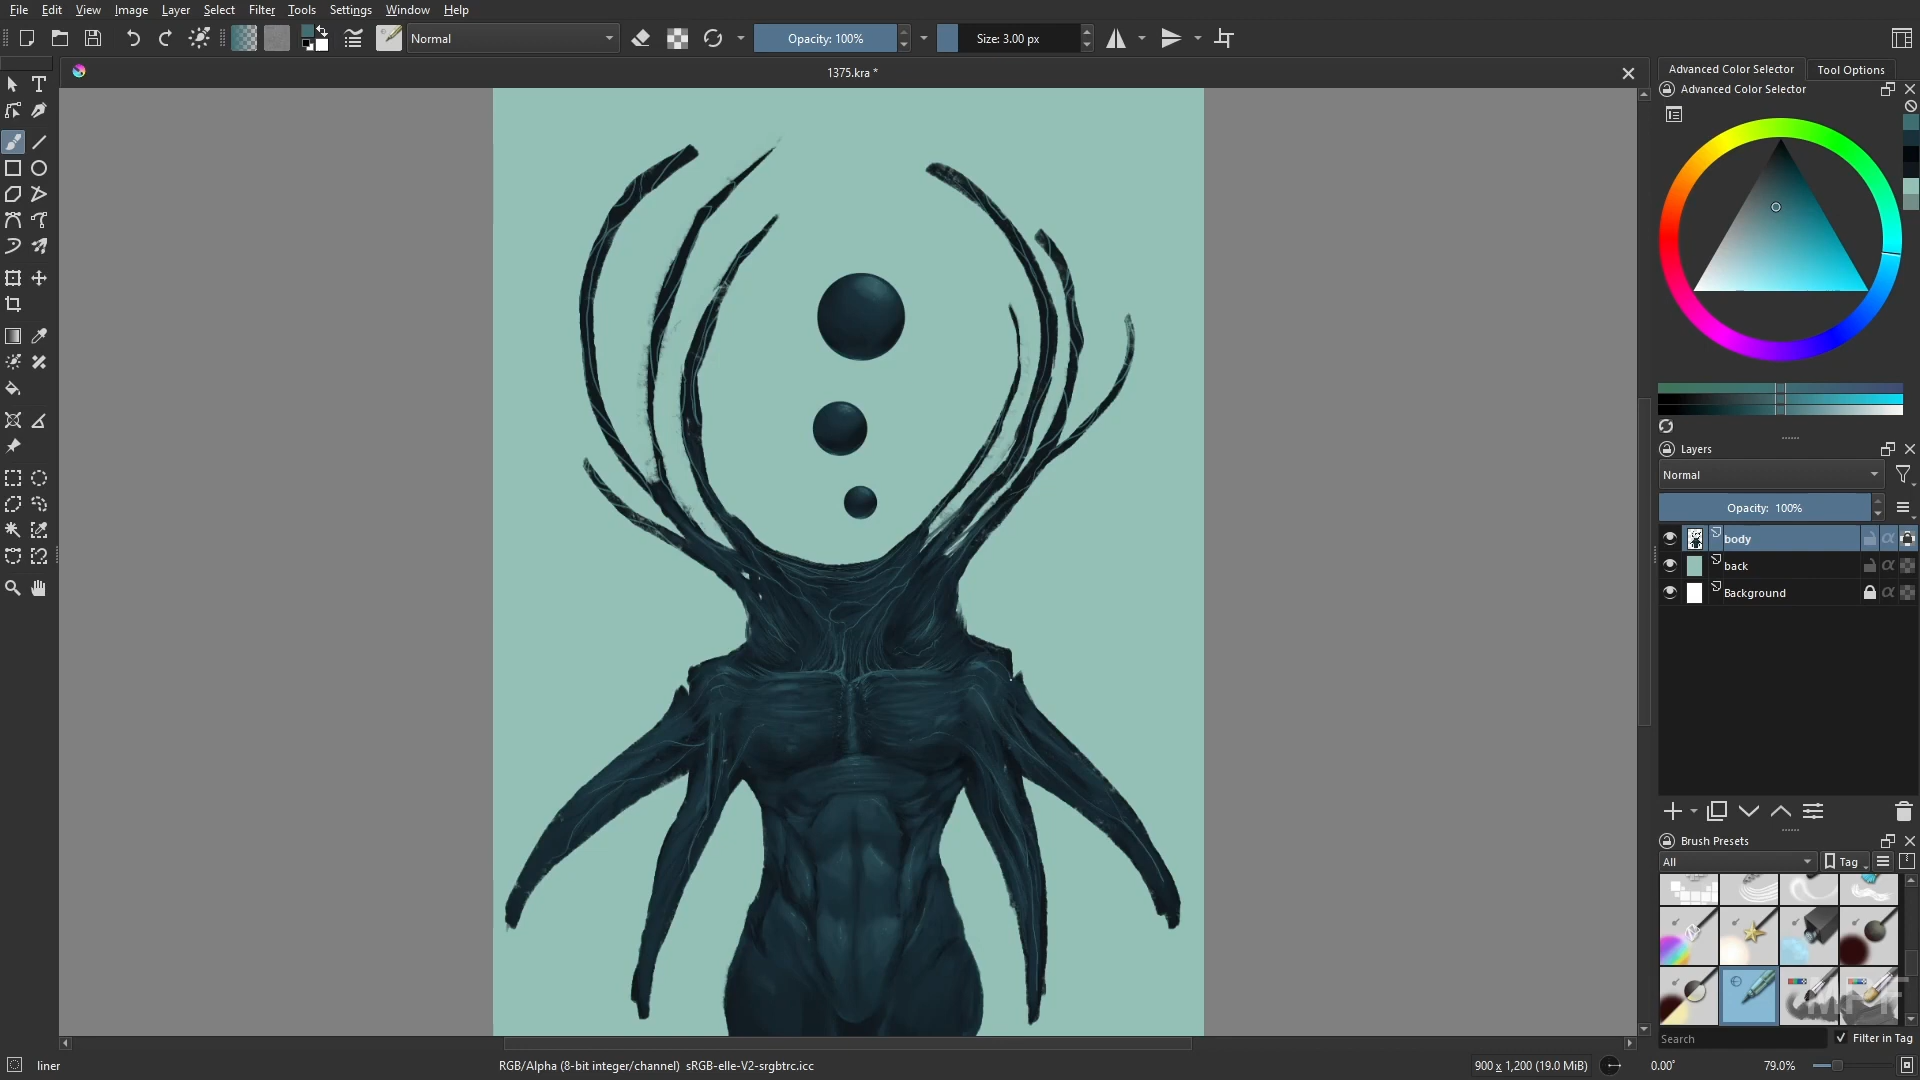 File Edit View Image Layer Select Filter Tools Settings Window Help
Normal Opacity: 100% Size: 3.00 px
1375.kra *
Advanced Color Selector Tool Options
Advanced Color Selector
Layers
Normal
Opacity: 100%
body
back
Background
Brush Presets
All Tag
Search Filter in Tag
liner RGB/Alpha (8-bit integer/channel) sRGB-elle-V2-srgbtrc.icc 900 x 1,200 (19.0 MiB) 0.00° 79.0%